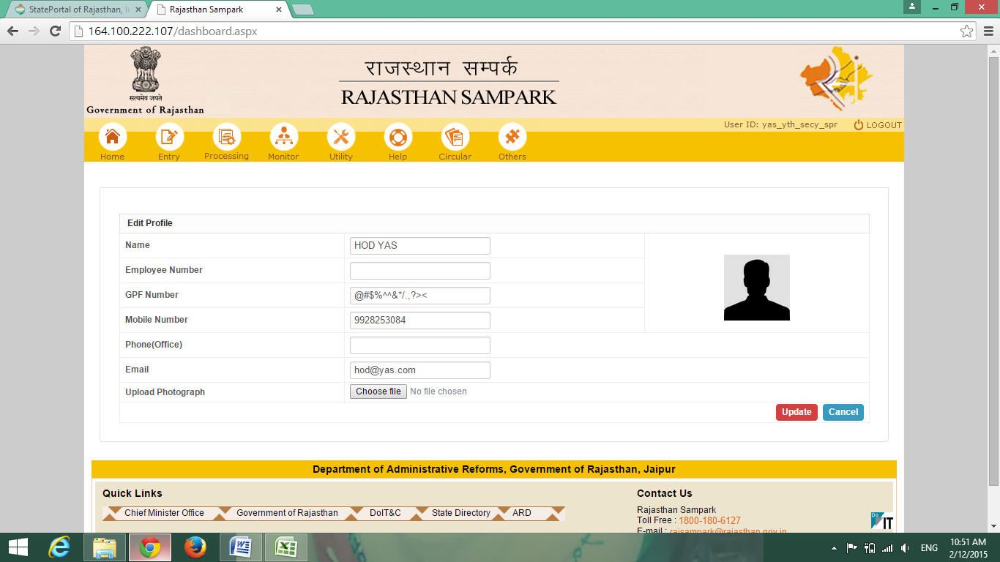 StatePortal of Rajasthan, I
Rajasthan Sampark
164.100.222.107/dashboard.aspx
सत्यमेव जयते
Government of Rajasthan
राजस्थान सम्पर्क
RAJASTHAN SAMPARK
User ID: yas_yth_secy_spr LOGOUT
Home Entry Processing Monitor Utility Help Circular Others
Edit Profile
Name HOD YAS
Employee Number
GPF Number @#$%^^&*/.,?><
Mobile Number 9928253084
Phone(Office)
Email hod@yas.com
Upload Photograph Choose file No file chosen
Update Cancel
Department of Administrative Reforms, Government of Rajasthan, Jaipur
Quick Links
Chief Minister Office Government of Rajasthan DoIT&C State Directory ARD
Contact Us
Rajasthan Sampark
Toll Free : 1800-180-6127
E-mail : rajsampark@rajasthan.gov.in
Do IT
ENG
10:51 AM
2/12/2015